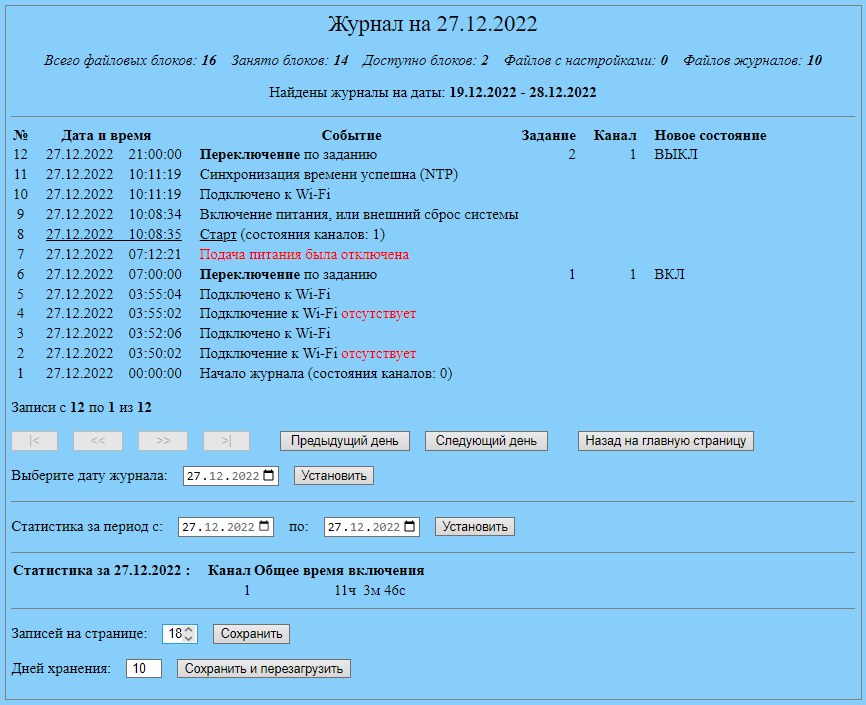 Журнал на 27.12.2022
Всего файловых блоков: 16 Занято блоков: 14 Доступно блоков: 2 Файлов с настройками: 0 Файлов журналов: 10
Найдены журналы на даты: 19.12.2022 - 28.12.2022
№ Дата и время Событие Задание Канал Новое состояние
12 27.12.2022 21:00:00 Переключение по заданию 2 1 ВЫКЛ
11 27.12.2022 10:11:19 Синхронизация времени успешна (NTP)
10 27.12.2022 10:11:19 Подключено к Wi-Fi
9 27.12.2022 10:08:34 Включение питания, или внешний сброс системы
8 27.12.2022 10:08:35 Старт (состояния каналов: 1)
7 27.12.2022 07:12:21 Подача питания была отключена
6 27.12.2022 07:00:00 Переключение по заданию 1 1 ВКЛ
5 27.12.2022 03:55:04 Подключено к Wi-Fi
4 27.12.2022 03:55:02 Подключение к Wi-Fi отсутствует
3 27.12.2022 03:52:06 Подключено к Wi-Fi
2 27.12.2022 03:50:02 Подключение к Wi-Fi отсутствует
1 27.12.2022 00:00:00 Начало журнала (состояния каналов: 0)
Записи с 12 по 1 из 12
|< << >> >| Предыдущий день Следующий день Назад на главную страницу
Выберите дату журнала: 27.12.2022 Установить
Статистика за период с: 27.12.2022 по: 27.12.2022 Установить
Статистика за 27.12.2022 : Канал Общее время включения
1 11ч 3м 46с
Записей на странице: 18 Сохранить
Дней хранения: 10 Сохранить и перезагрузить